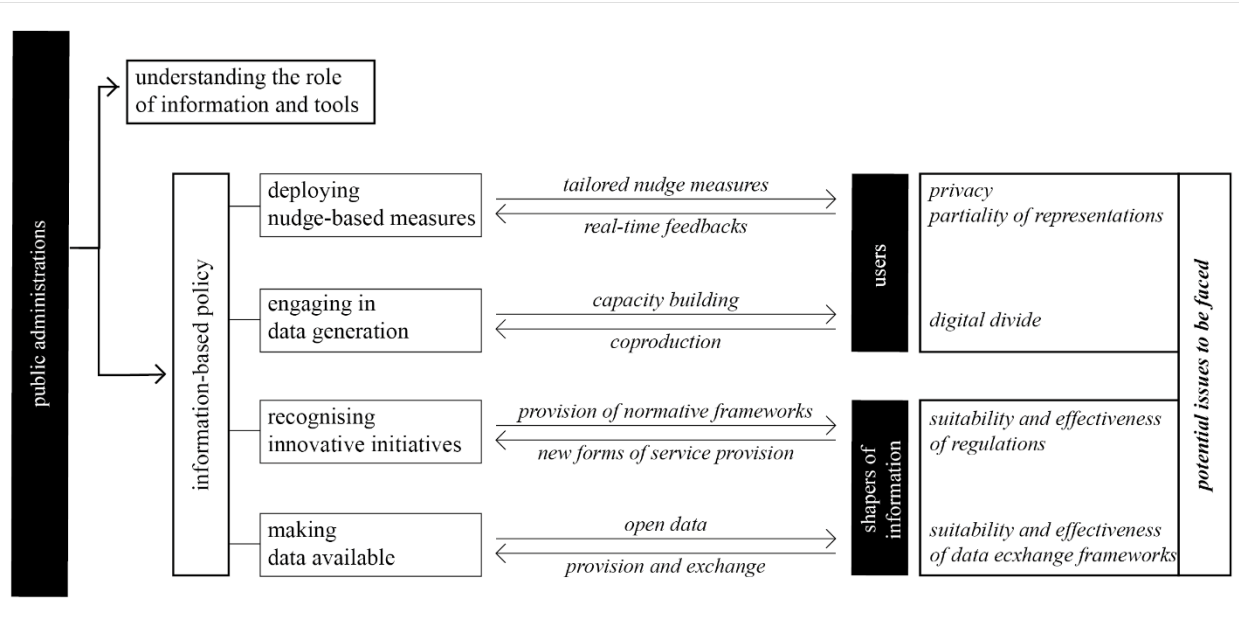 public administrations
understanding the role
of information and tools
information-based policy
deploying
nudge-based measures
tailored nudge measures
real-time feedbacks
engaging in
data generation
capacity building
coproduction
recognising
innovative initiatives
provision of normative frameworks
new forms of service provision
making
data available
open data
provision and exchange
users
privacy
partiality of representations
digital divide
shapers of
information
suitability and effectiveness
of regulations
suitability and effectiveness
of data ecxhange frameworks
potential issues to be faced